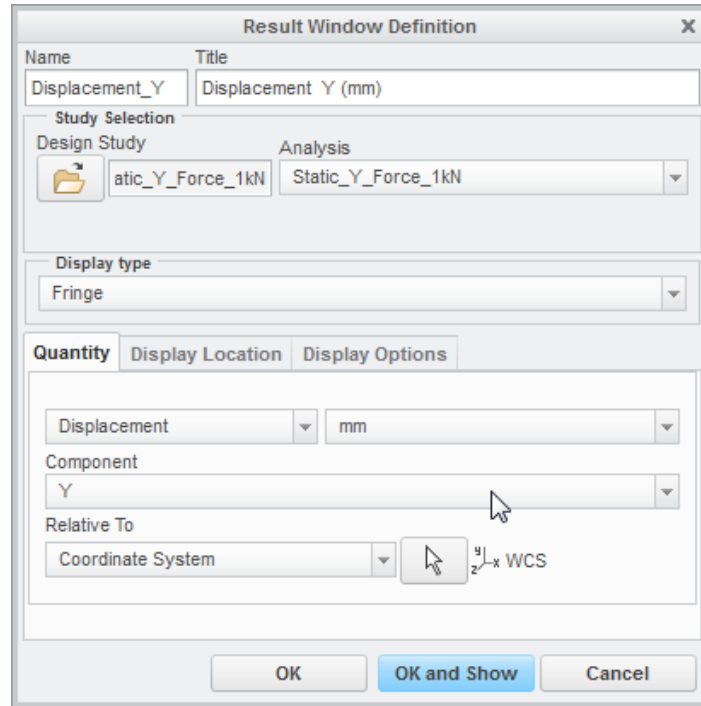 Result Window Definition
Name Title
Displacement_Y Displacement Y (mm)
Study Selection
Design Study Analysis
atic_Y_Force_1kN Static_Y_Force_1kN
Display type
Fringe
Quantity Display Location Display Options
Displacement mm
Component
Y
Relative To
Coordinate System y z x WCS
OK OK and Show Cancel